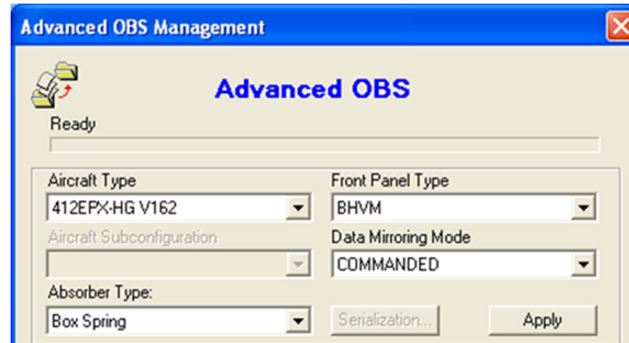 Advanced OBS Management
Advanced OBS
Ready
Aircraft Type
Front Panel Type
412EPX-HG V162
BHVM
Aircraft Subconfiguration
Data Mirroring Mode
COMMANDED
Absorber Type:
Box Spring
Serialization...
Apply